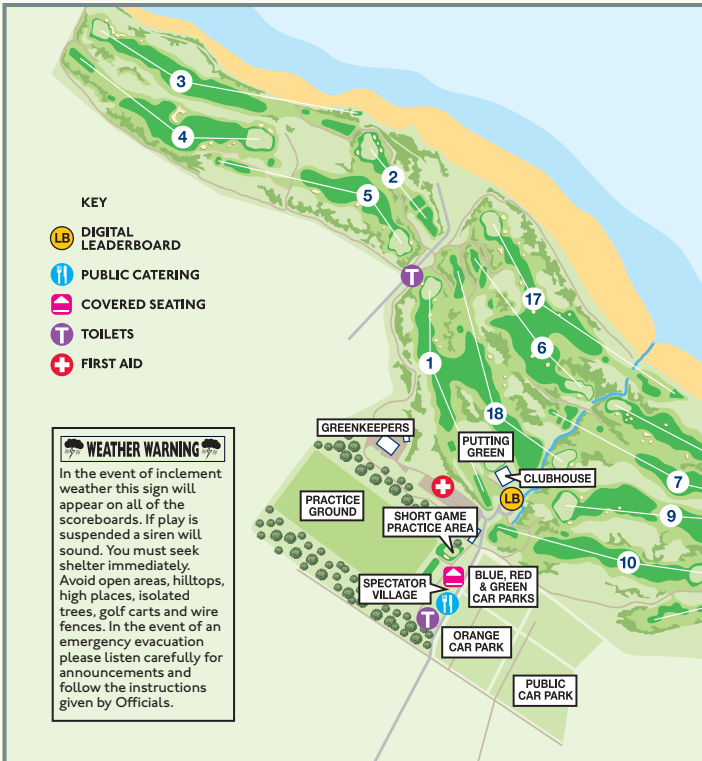 3
4
2
5
KEY
LB DIGITAL
LEADERBOARD
PUBLIC CATERING
COVERED SEATING
T TOILETS
FIRST AID
T
17
6
1
18
GREENKEEPERS
PUTTING
GREEN
CLUBHOUSE
7
LB
9
PRACTICE
GROUND
SHORT GAME
PRACTICE AREA
10
SPECTATOR
VILLAGE
BLUE, RED
& GREEN
CAR PARKS
T
ORANGE
CAR PARK
PUBLIC
CAR PARK
WEATHER WARNING
In the event of inclement
weather this sign will
appear on all of the
scoreboards. If play is
suspended a siren will
sound. You must seek
shelter immediately.
Avoid open areas, hilltops,
high places, isolated
trees, golf carts and wire
fences. In the event of an
emergency evacuation
please listen carefully for
announcements and
follow the instructions
given by Officials.